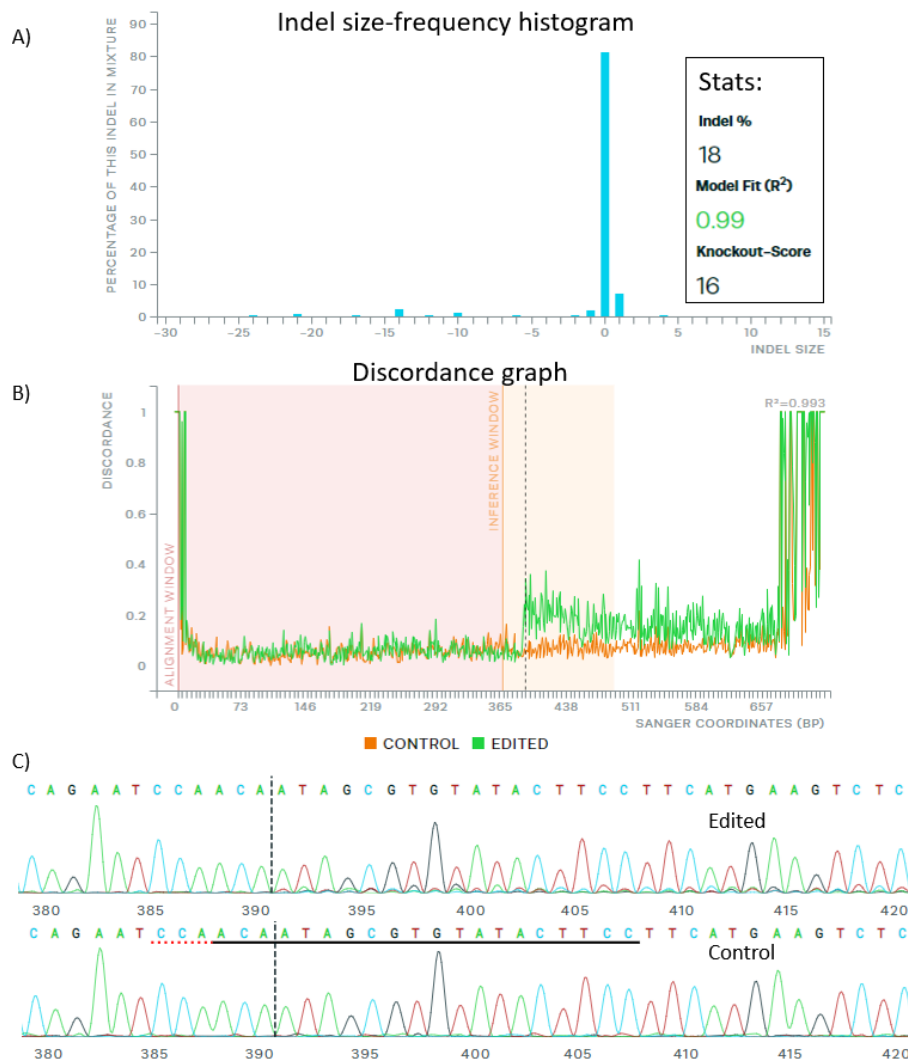 A)
Indel size-frequency histogram
PERCENTAGE OF THIS INDEL IN MIXTURE
90
80
70
60
50
40
30
20
10
0
Stats:
Indel %
18
Model Fit (R²)
0.99
Knockout-Score
16
-30 -25 -20 -15 -10 -5 0 5 10 15
INDEL SIZE
B)
Discordance graph
DISCORDANCE
1
0.8
0.6
0.4
0.2
0
ALIGNMENT WINDOW
INFERENCE WINDOW
R²=0.993
0 73 146 219 292 365 438 511 584 657
SANGER COORDINATES (BP)
CONTROL EDITED
C)
C A G A A T C C A A C A A T A G C G T G T A T A C T T C C T T C A T G A A G T C T C
Edited
380 385 390 395 400 405 410 415 420
C A G A A T C C A A C A A T A G C G T G T A T A C T T C C T T C A T G A A G T C T C
Control
380 385 390 395 400 405 410 415 420